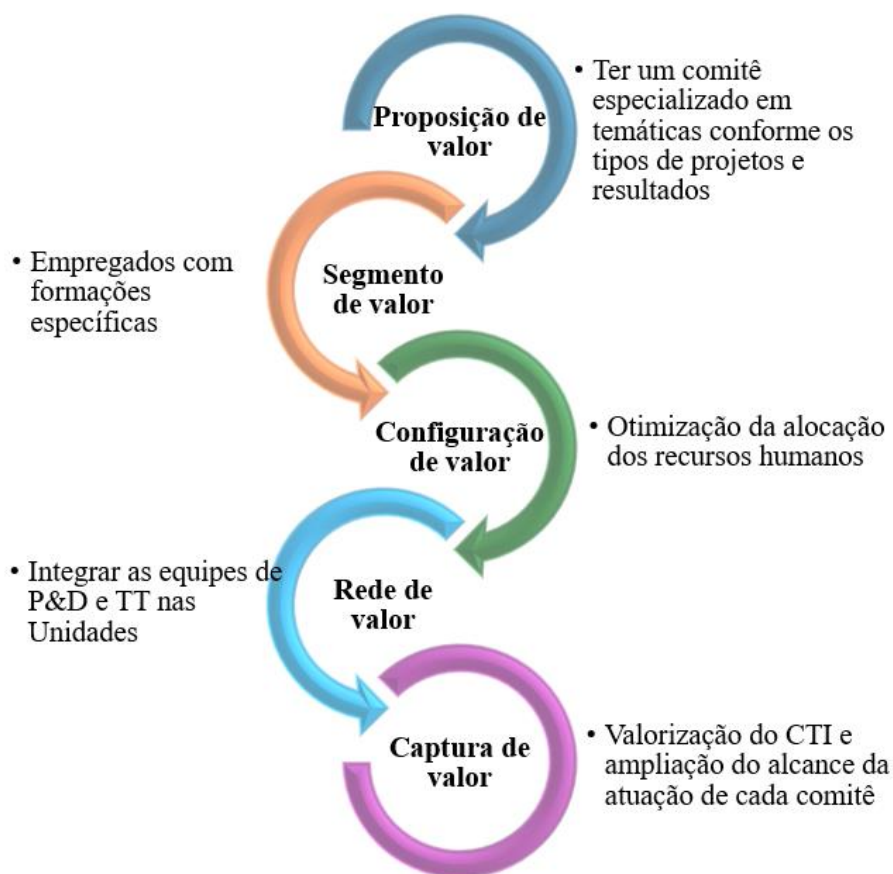 Proposição de
valor
• Ter um comitê
especializado em
temáticas conforme os
tipos de projetos e
resultados
Segmento
de valor
• Empregados com
formações
específicas
Configuração
de valor
• Otimização da alocação
dos recursos humanos
Rede de
valor
• Integrar as equipes de
P&D e TT nas
Unidades
Captura de
valor
• Valorização do CTI e
ampliação do alcance da
atuação de cada comitê